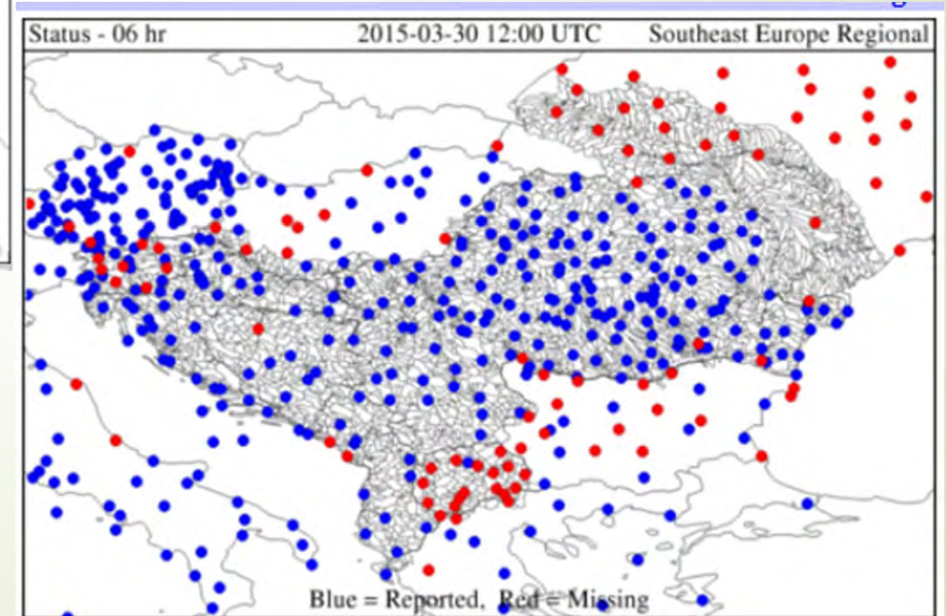 Status - 06 hr 2015-03-30 12:00 UTC Southeast Europe Regional
Blue = Reported, Red = Missing